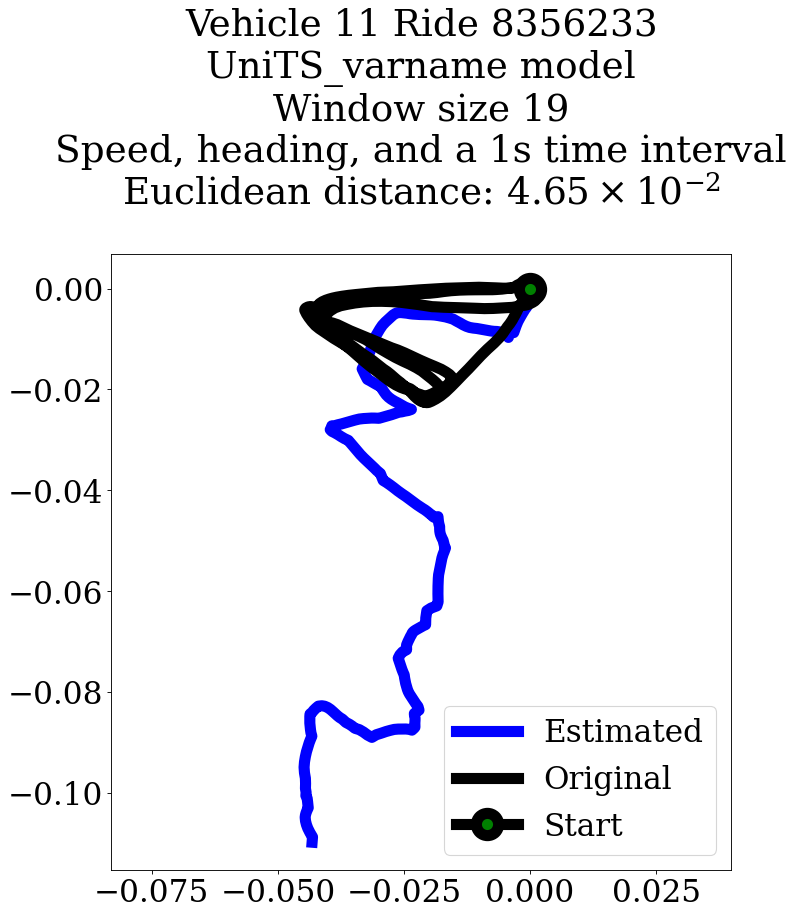 Vehicle 11 Ride 8356233
UniTS_varname model
Window size 19
Speed, heading, and a 1s time interval
Euclidean distance: 4.65 × 10⁻²
0.00
−0.02
−0.04
−0.06
−0.08
−0.10
Estimated
Original
Start
−0.075 −0.050 −0.025 0.000 0.025